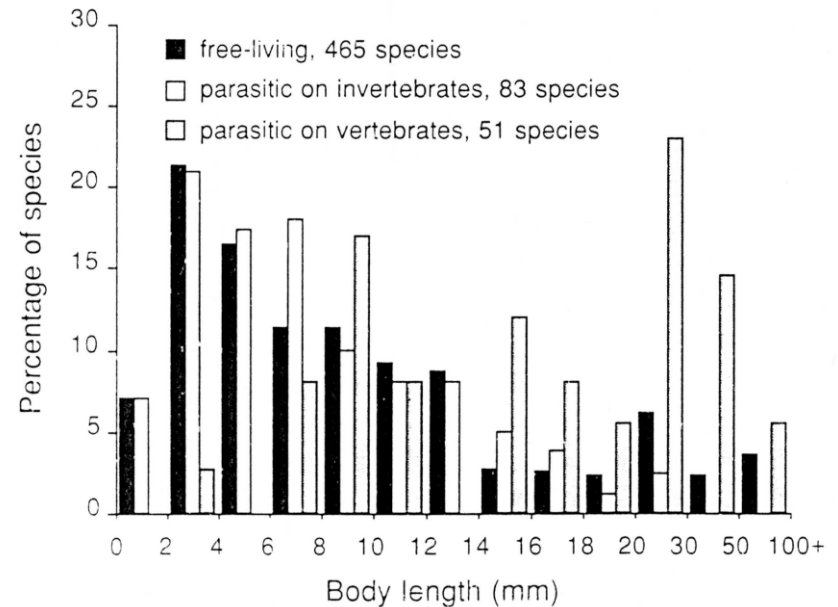 30
free-living, 465 species
parasitic on invertebrates, 83 species
parasitic on vertebrates, 51 species
25
20
15
10
5
0
Percentage of species
0 2 4 6 8 10 12 14 16 18 20 30 50 100+
Body length (mm)